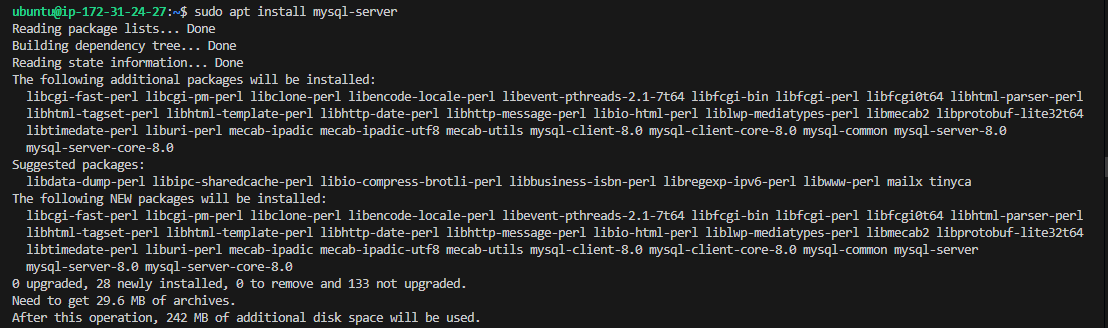 ubuntu@ip-172-31-24-27:~$ sudo apt install mysql-server
Reading package lists... Done
Building dependency tree... Done
Reading state information... Done
The following additional packages will be installed:
  libcgi-fast-perl libcgi-pm-perl libclone-perl libencode-locale-perl libevent-pthreads-2.1-7t64 libfcgi-bin libfcgi-perl libfcgi0t64 libhtml-parser-perl
  libhtml-tagset-perl libhtml-template-perl libhttp-date-perl libhttp-message-perl libio-html-perl liblwp-mediatypes-perl libmecab2 libprotobuf-lite32t64
  libtimedate-perl liburi-perl mecab-ipadic mecab-ipadic-utf8 mecab-utils mysql-client-8.0 mysql-client-core-8.0 mysql-common mysql-server-8.0
  mysql-server-core-8.0
Suggested packages:
  libdata-dump-perl libipc-sharedcache-perl libio-compress-brotli-perl libbusiness-isbn-perl libregexp-ipv6-perl libwww-perl mailx tinyca
The following NEW packages will be installed:
  libcgi-fast-perl libcgi-pm-perl libclone-perl libencode-locale-perl libevent-pthreads-2.1-7t64 libfcgi-bin libfcgi-perl libfcgi0t64 libhtml-parser-perl
  libhtml-tagset-perl libhtml-template-perl libhttp-date-perl libhttp-message-perl libio-html-perl liblwp-mediatypes-perl libmecab2 libprotobuf-lite32t64
  libtimedate-perl liburi-perl mecab-ipadic mecab-ipadic-utf8 mecab-utils mysql-client-8.0 mysql-client-core-8.0 mysql-common mysql-server
  mysql-server-8.0 mysql-server-core-8.0
0 upgraded, 28 newly installed, 0 to remove and 133 not upgraded.
Need to get 29.6 MB of archives.
After this operation, 242 MB of additional disk space will be used.